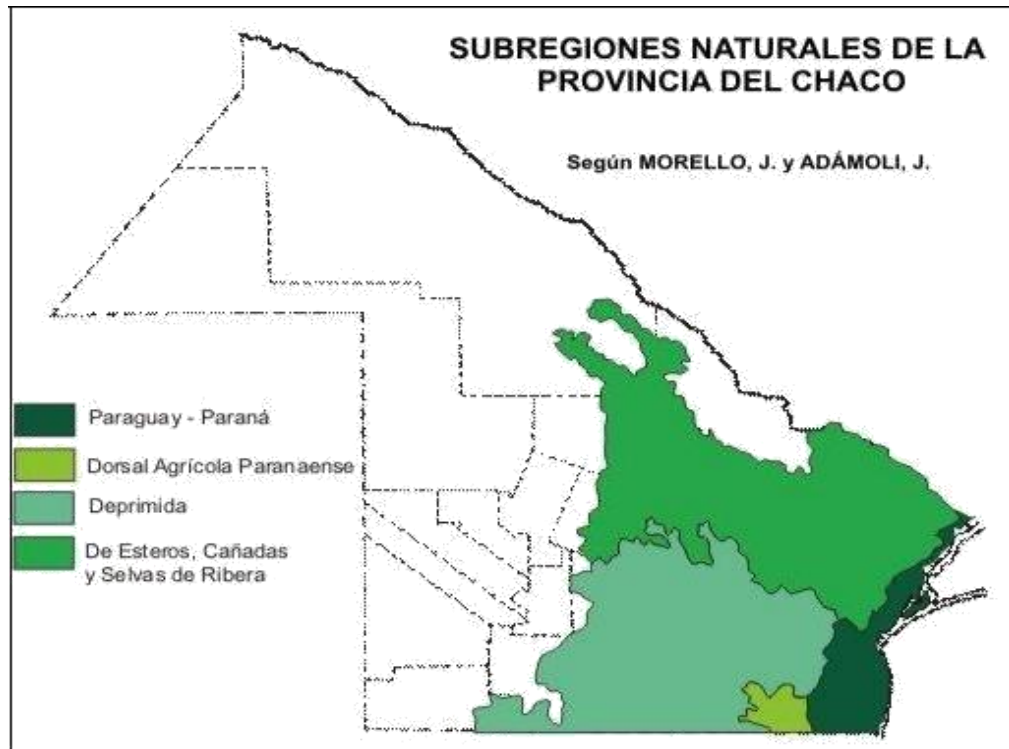 SUBREGIONES NATURALES DE LA
PROVINCIA DEL CHACO
Según MORELLO, J. y ADÁMOLI, J.
Paraguay - Paraná
Dorsal Agrícola Paranaense
Deprimida
De Esteros, Cañadas
y Selvas de Ribera